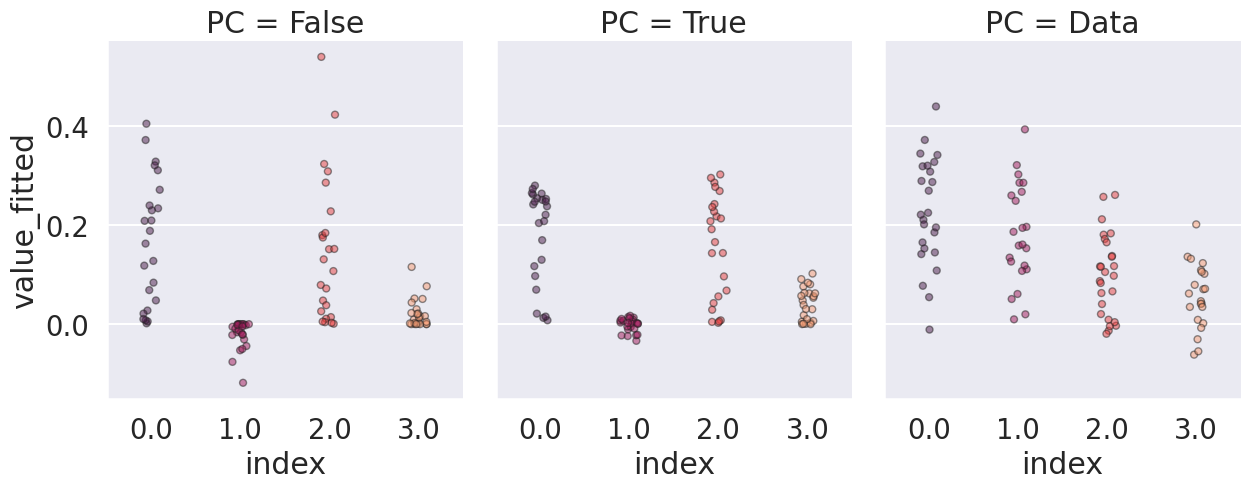 PC = False
PC = True
PC = Data
value_fitted
0.4
0.2
0.0
0.0 1.0 2.0 3.0
0.0 1.0 2.0 3.0
0.0 1.0 2.0 3.0
index
index
index